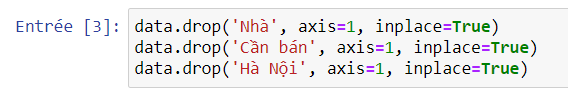 Entrée [3]: data.drop('Nhà', axis=1, inplace=True)
data.drop('Cần bán', axis=1, inplace=True)
data.drop('Hà Nội', axis=1, inplace=True)